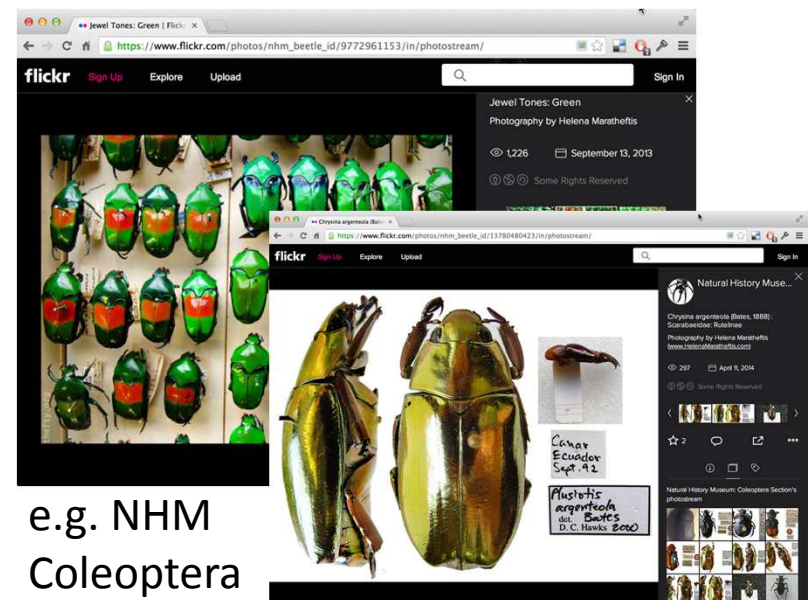 Jewel Tones: Green | Flickr
https://www.flickr.com/photos/nhm_beetle_id/9772961153/in/photostream/
flickr Sign Up Explore Upload Sign In
Jewel Tones: Green
Photography by Helena Maratheftis
1,226 September 13, 2013
Some Rights Reserved
Chrysina argenteola (Bates
https://www.flickr.com/photos/nhm_beetle_id/13780480423/in/photostream/
flickr Sign Up Explore Upload Sign In
Natural History Muse...
Chrysina argenteola (Bates, 1888) :
Scarabaeidae: Rutelinae
Photography by Helena Maratheftis
(www.HelenaMaratheftis.com)
297 April 11, 2014
Some Rights Reserved
2
Natural History Museum: Coleoptera Section's
photostream
Canar
Ecuador
Sept. 92
Plusiotis
argenteola
det. Bates
D. C. Hawks 2000
e.g. NHM
Coleoptera